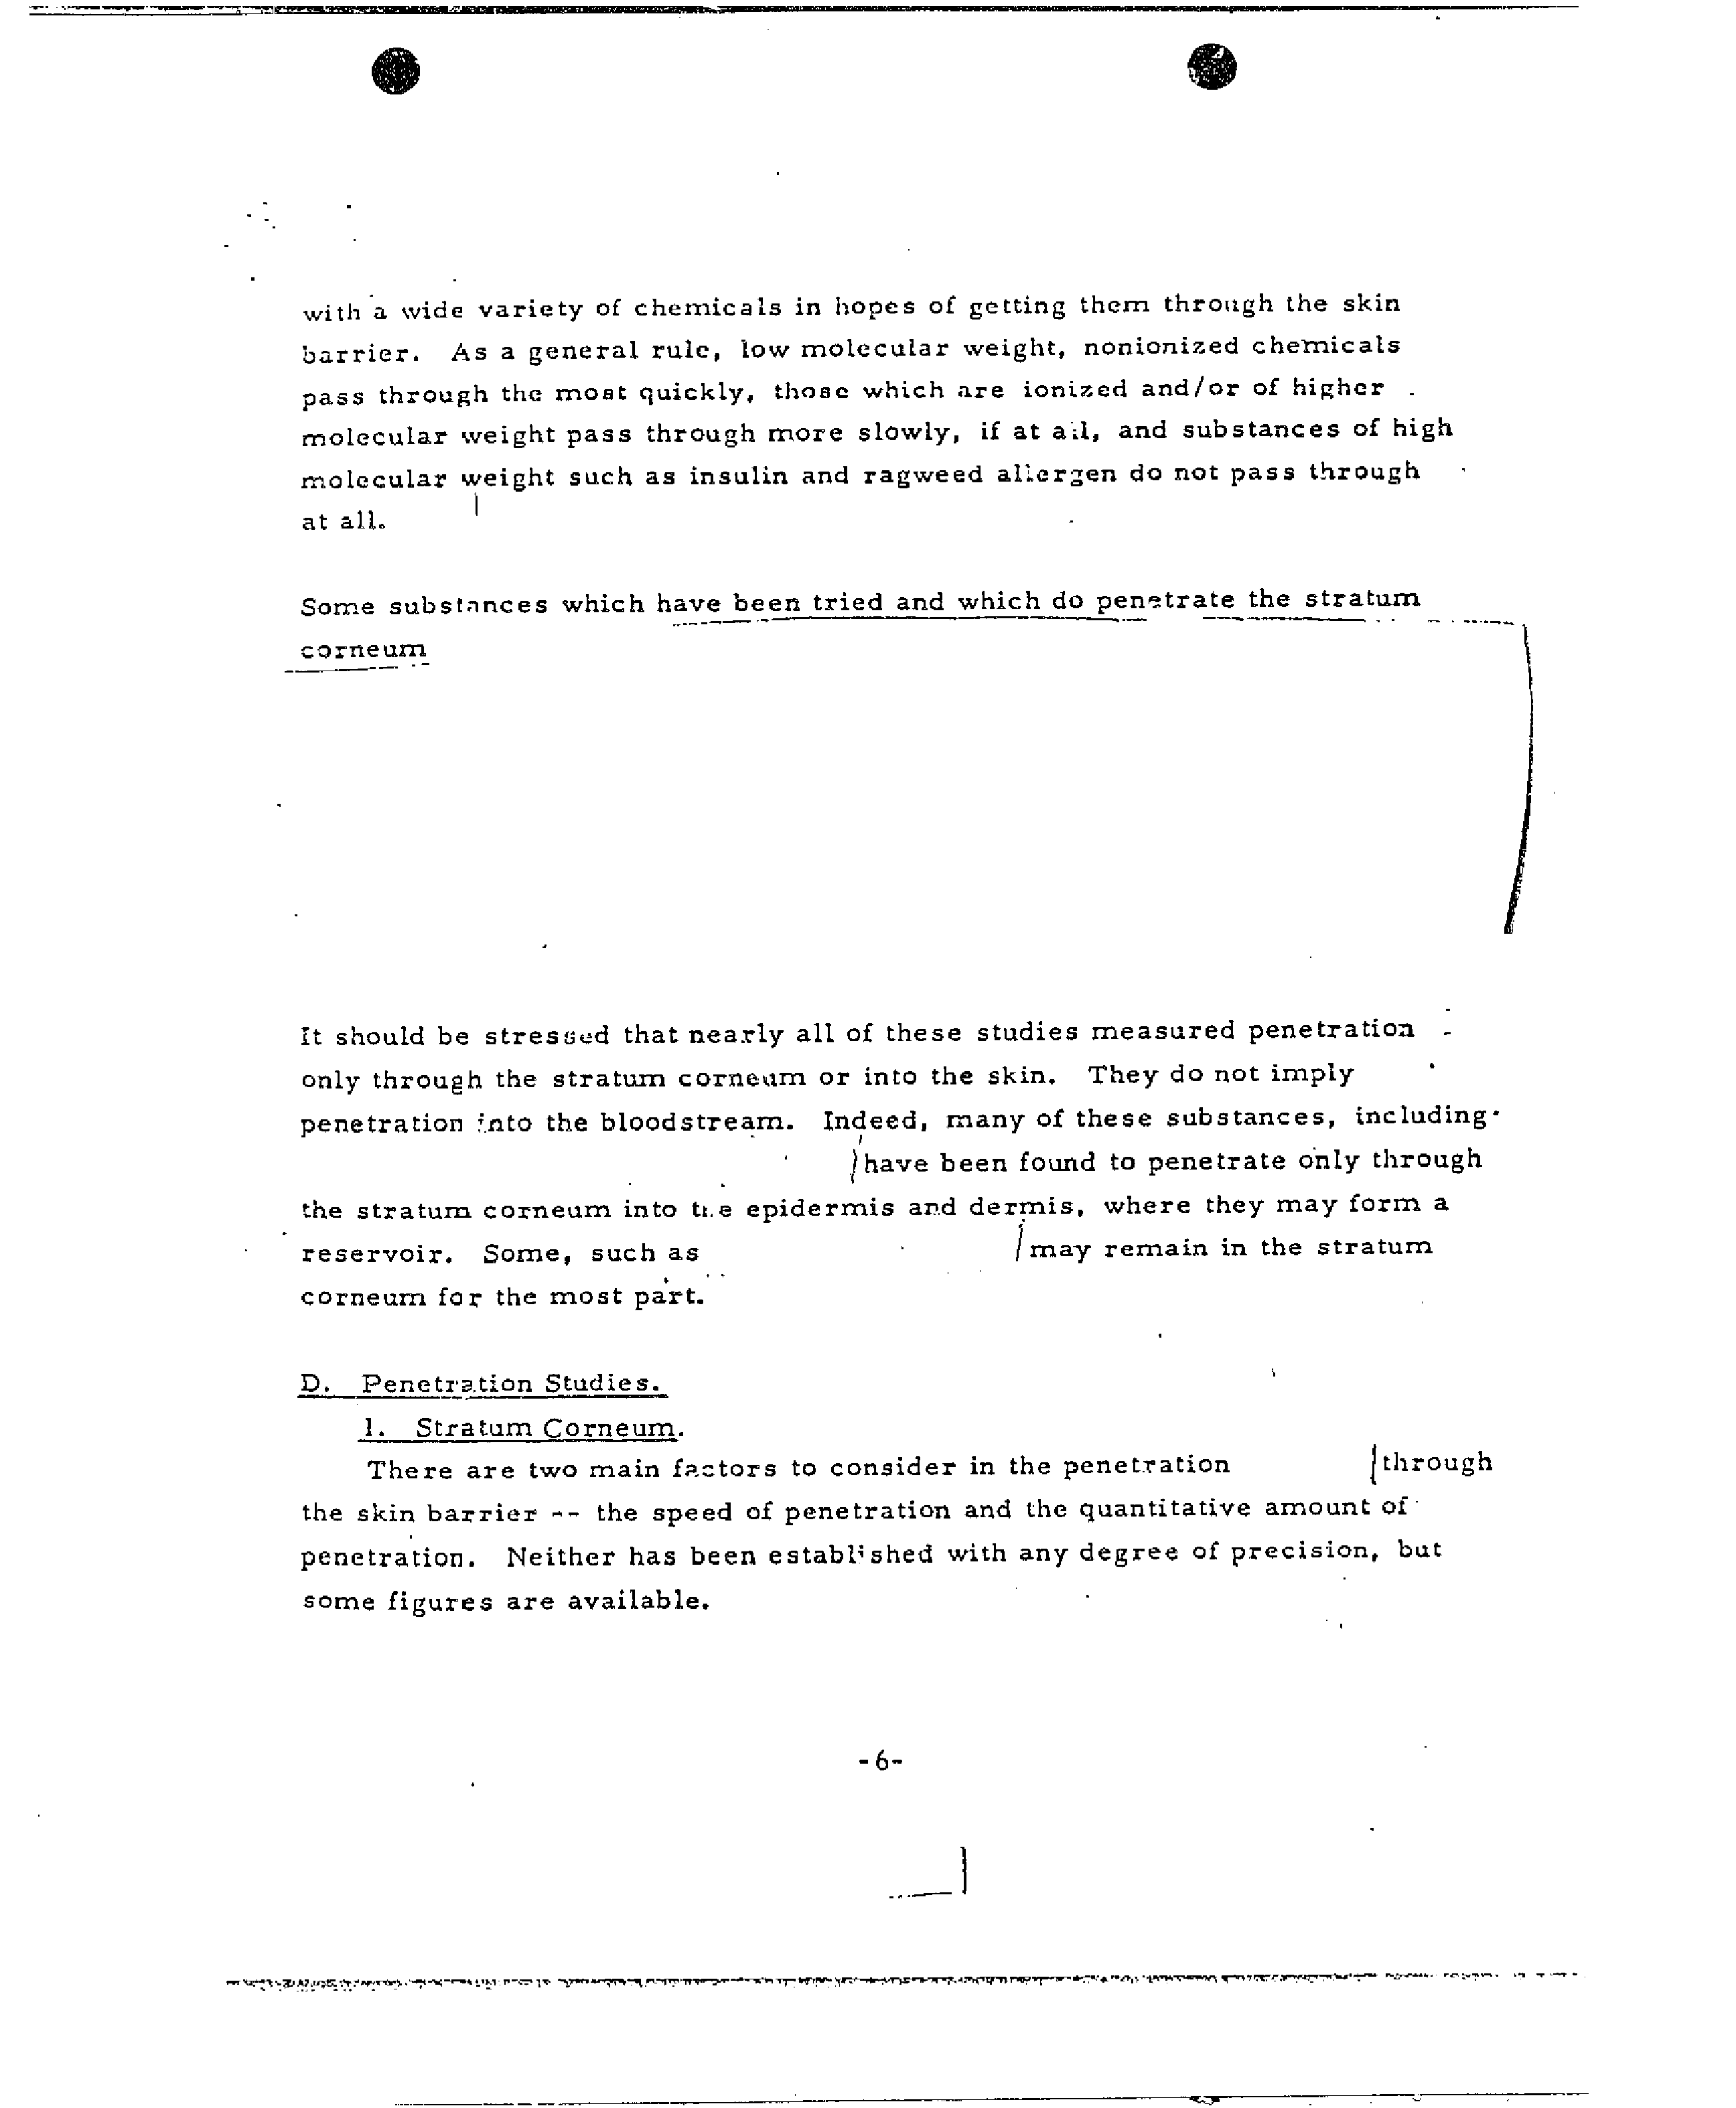 with a wide variety of chemicals in hopes of getting them through the skin
barrier. As a general rule, low molecular weight, nonionized chemicals
pass through the most quickly, those which are ionized and/or of higher
molecular weight pass through more slowly, if at all, and substances of high
molecular weight such as insulin and ragweed allergen do not pass through
at all.
Some substances which have been tried and which do penetrate the stratum
corneum
It should be stressed that nearly all of these studies measured penetration
only through the stratum corneum or into the skin. They do not imply
penetration into the bloodstream. Indeed, many of these substances, including
have been found to penetrate only through
the stratum corneum into the epidermis and dermis, where they may form a
reservoir. Some, such as may remain in the stratum
corneum for the most part.
D. Penetration Studies.
1. Stratum Corneum.
There are two main factors to consider in the penetration through
the skin barrier -- the speed of penetration and the quantitative amount of
penetration. Neither has been established with any degree of precision, but
some figures are available.
-6-